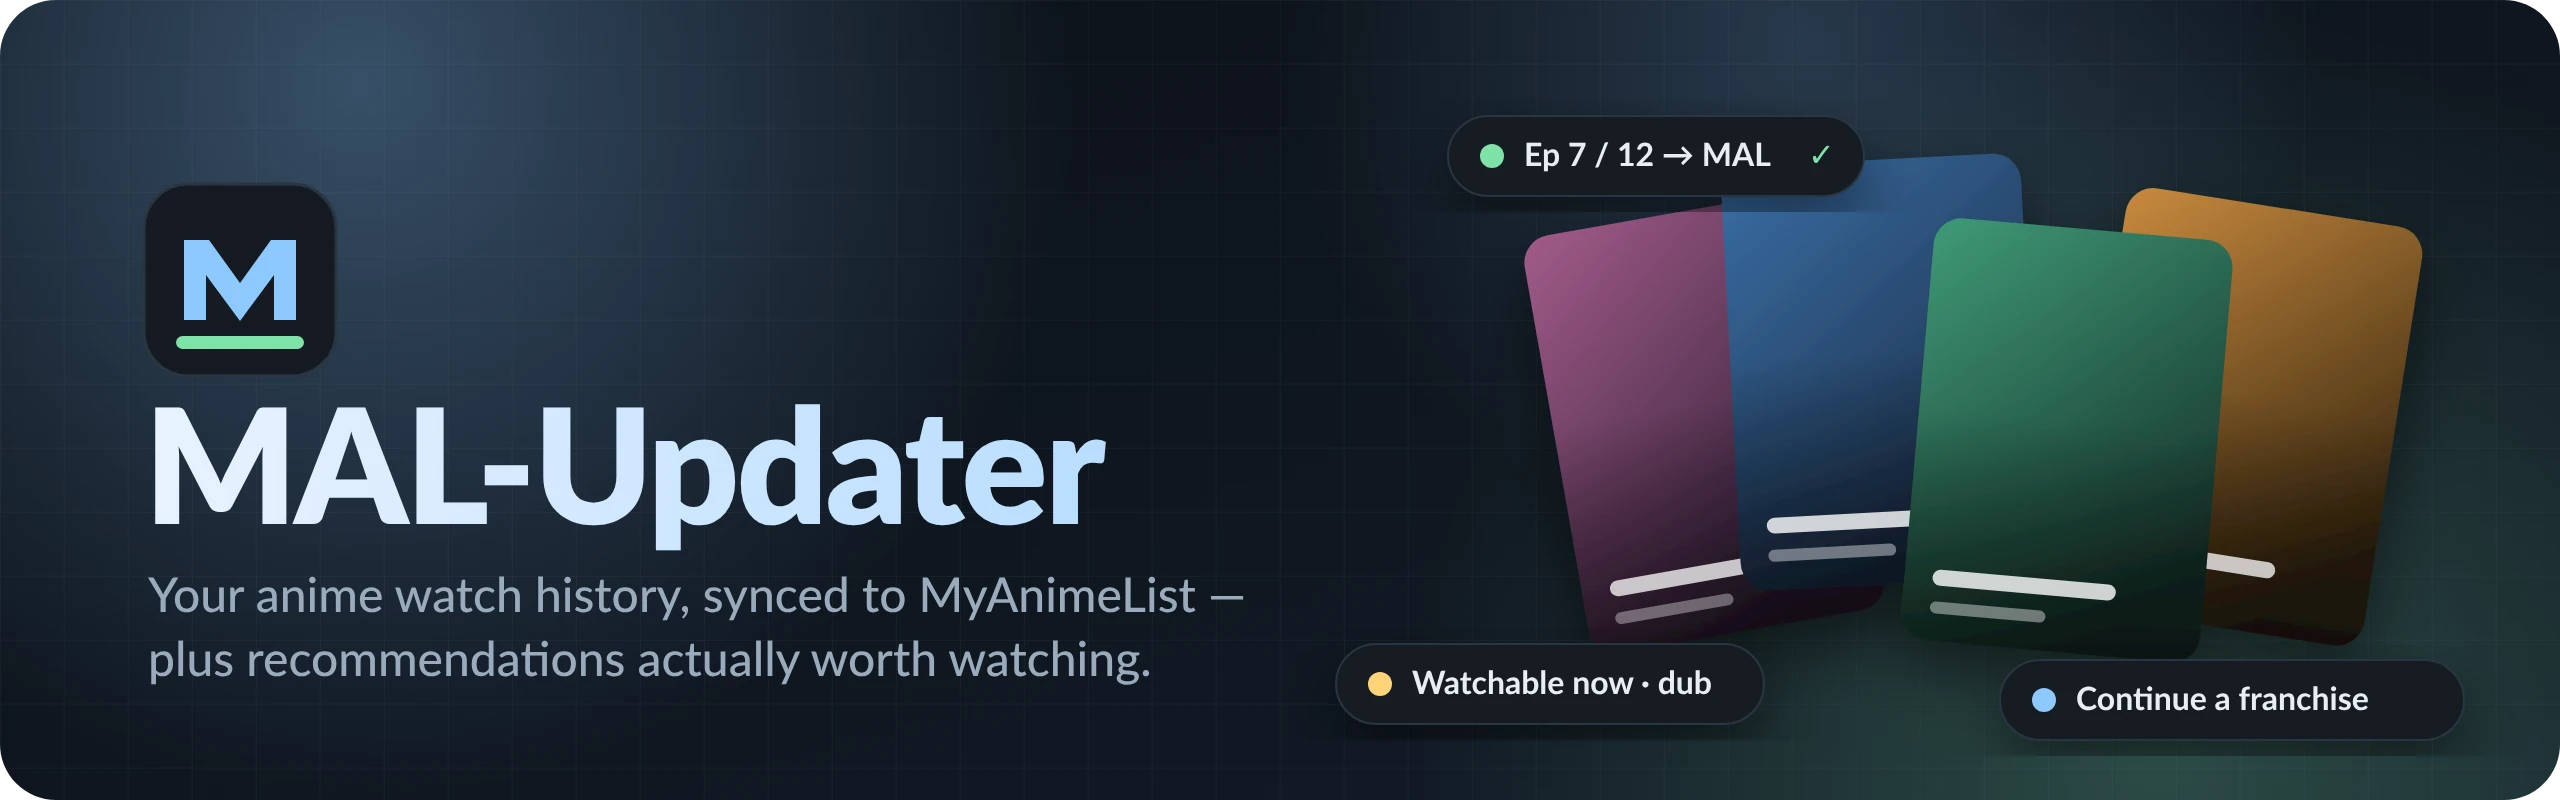 M
MAL-Updater
Your anime watch history, synced to MyAnimeList —
plus recommendations actually worth watching.
Ep 7 / 12 → MAL ✓
Watchable now · dub
Continue a franchise